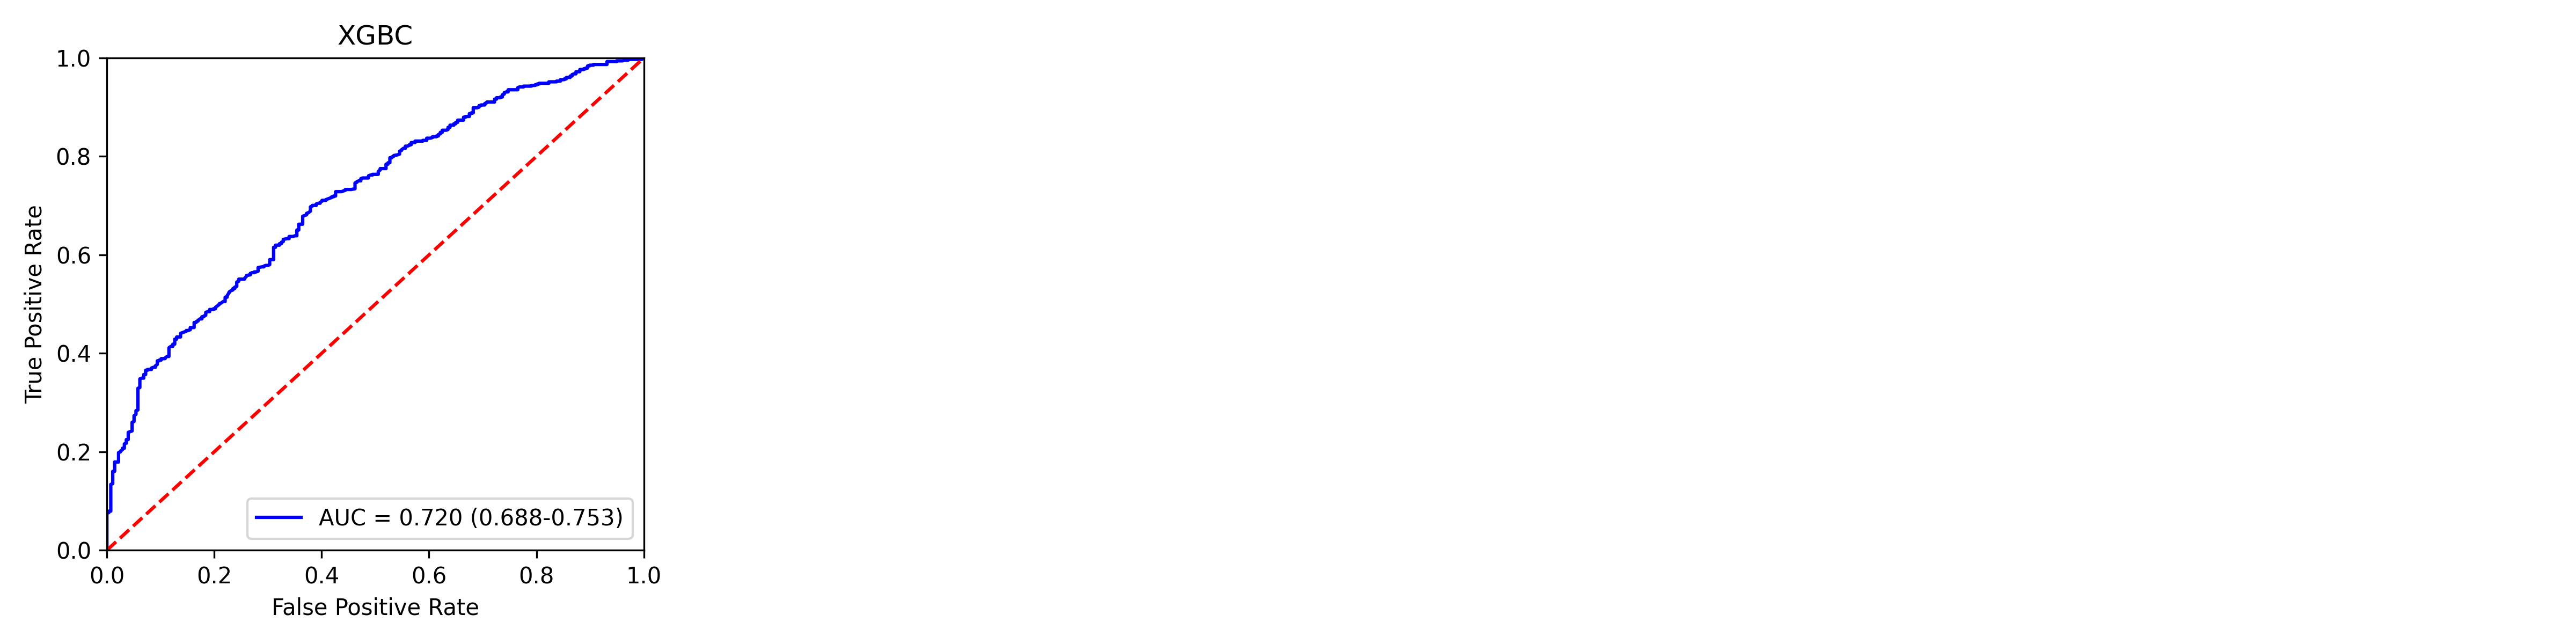 XGBC
1.0
0.8
0.6
0.4
0.2
0.0
True Positive Rate
AUC = 0.720 (0.688-0.753)
0.0 0.2 0.4 0.6 0.8 1.0
False Positive Rate